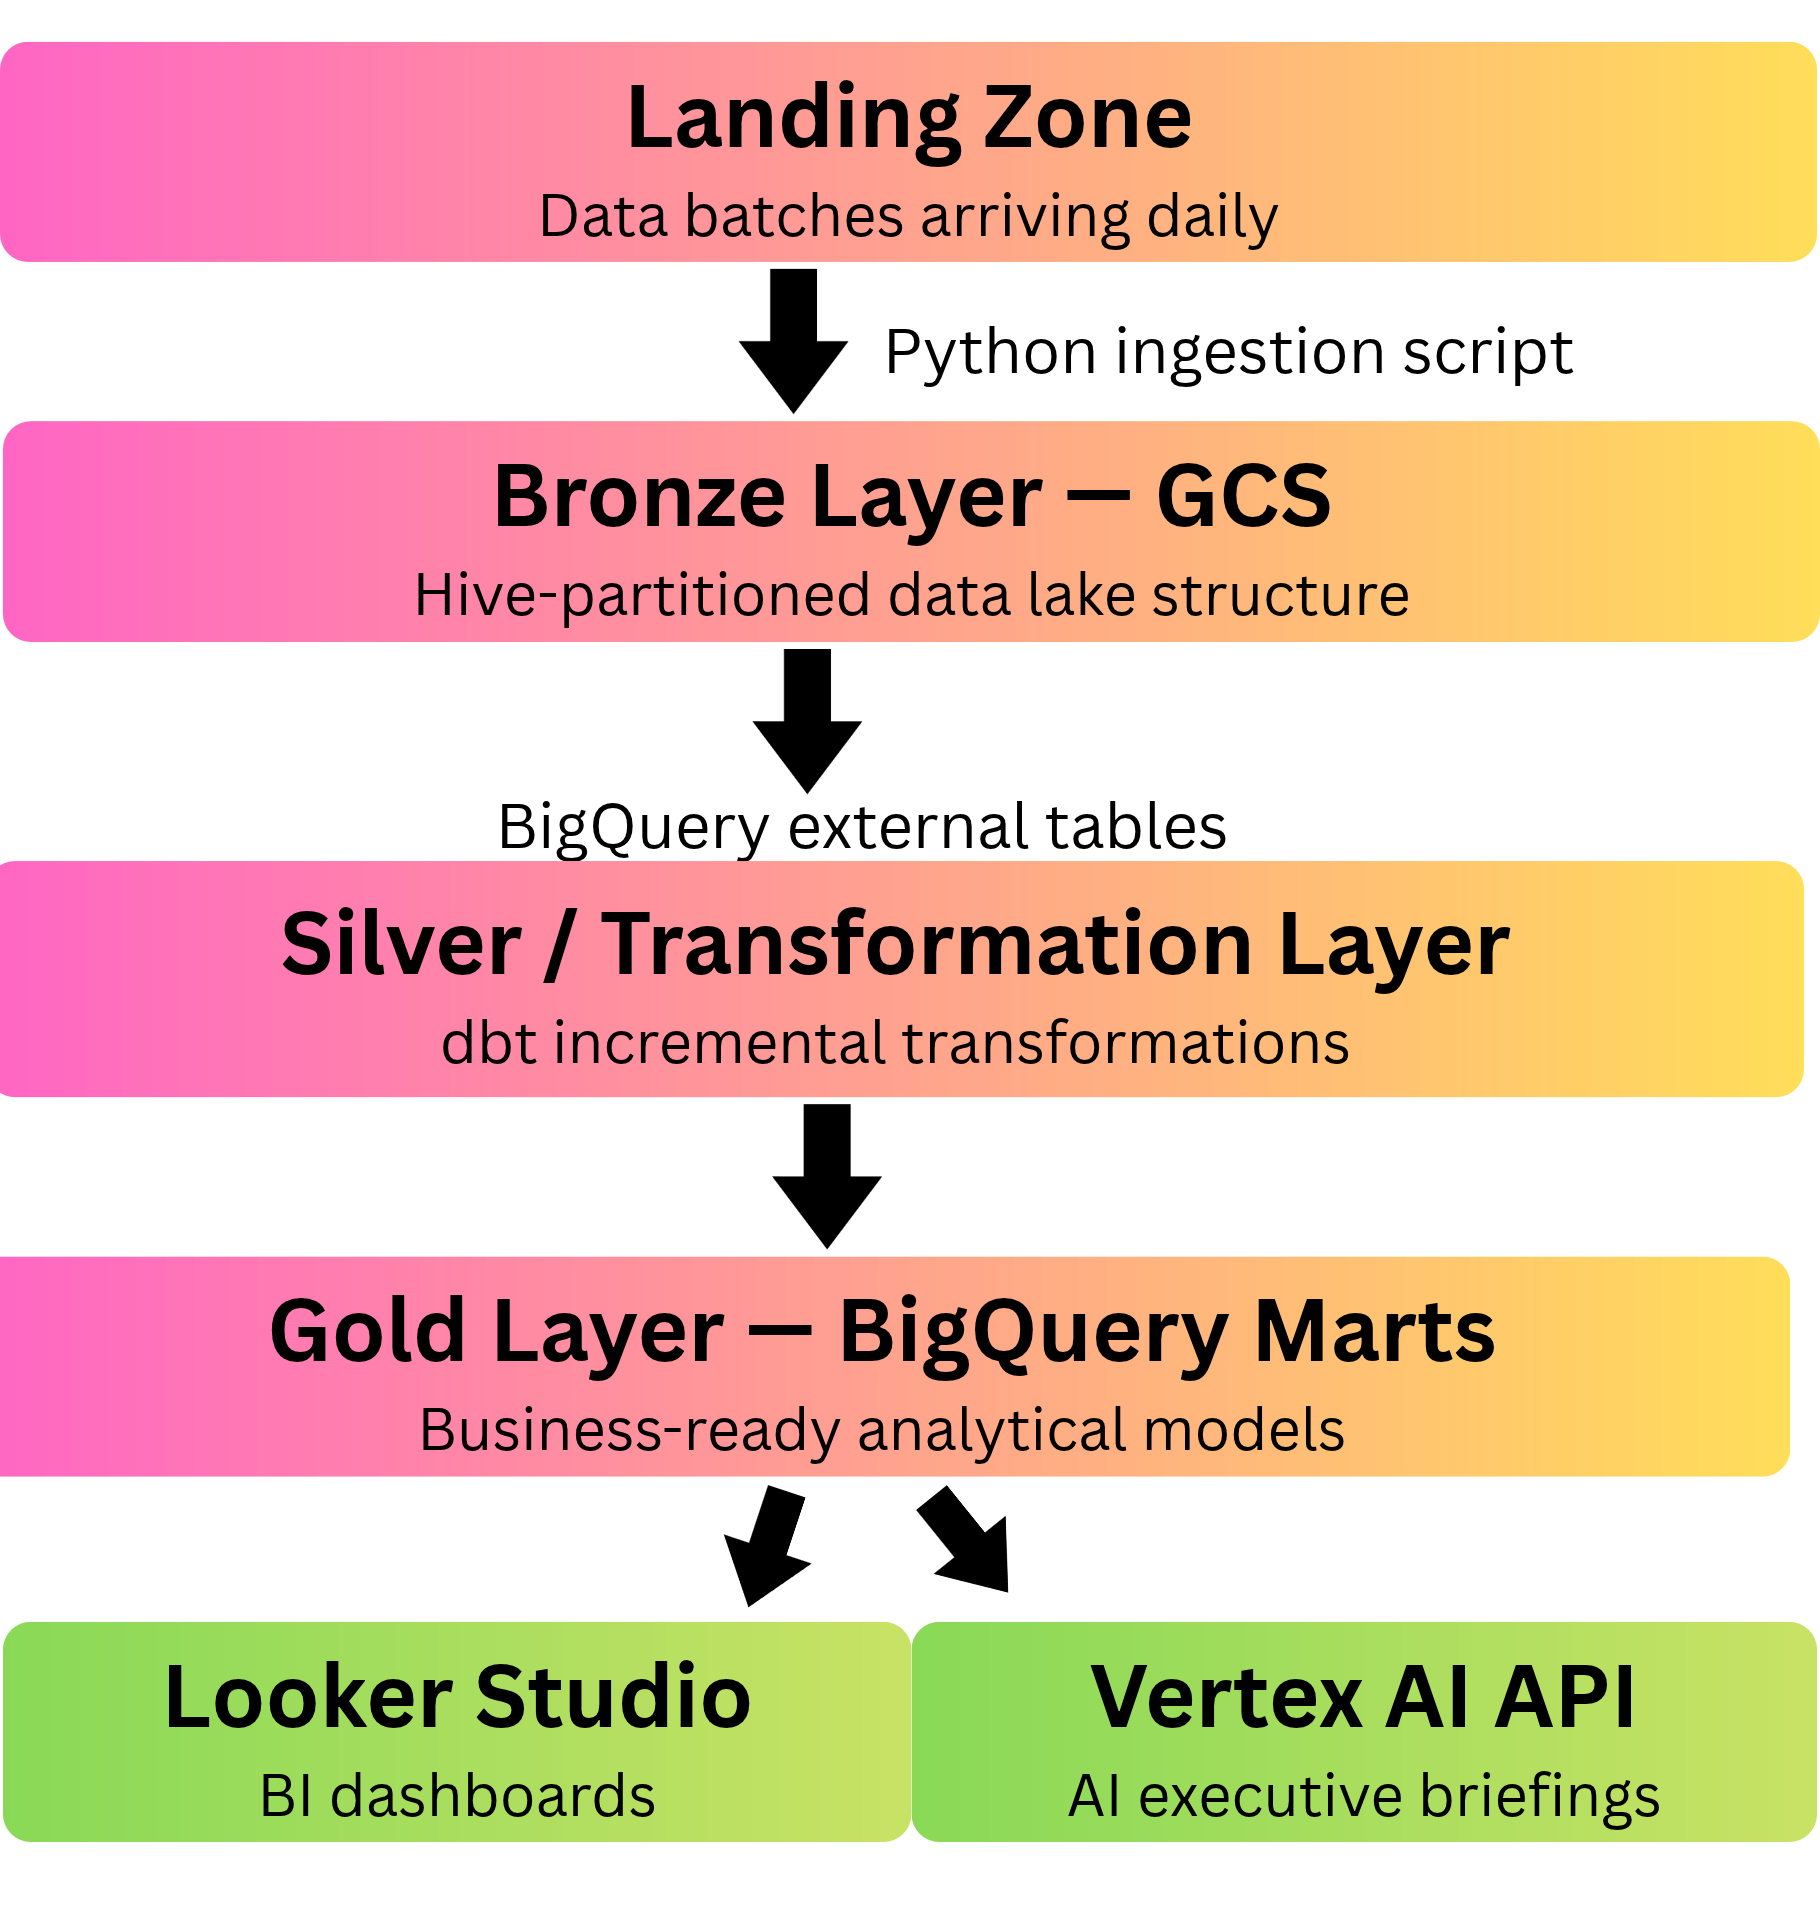 Landing Zone
Data batches arriving daily
Python ingestion script
Bronze Layer — GCS
Hive-partitioned data lake structure
BigQuery external tables
Silver / Transformation Layer
dbt incremental transformations
Gold Layer — BigQuery Marts
Business-ready analytical models
Looker Studio
BI dashboards
Vertex AI API
AI executive briefings